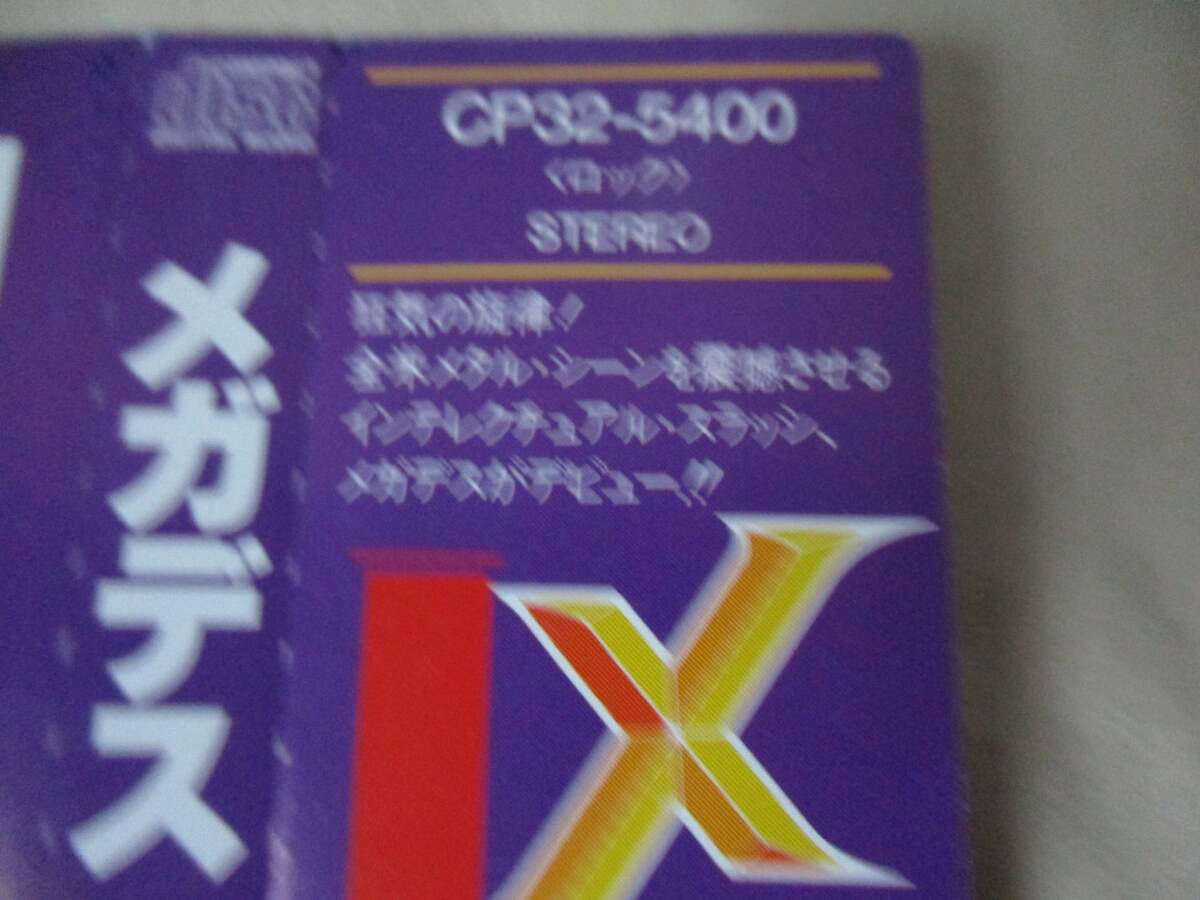 CP32-5400
〈ロック〉
STEREO
狂気の旋律!
全米メタル・シーンを震撼させる
インテレクチュアル・スラッシュ、
メガデスがデビュー!!
メガデス
X